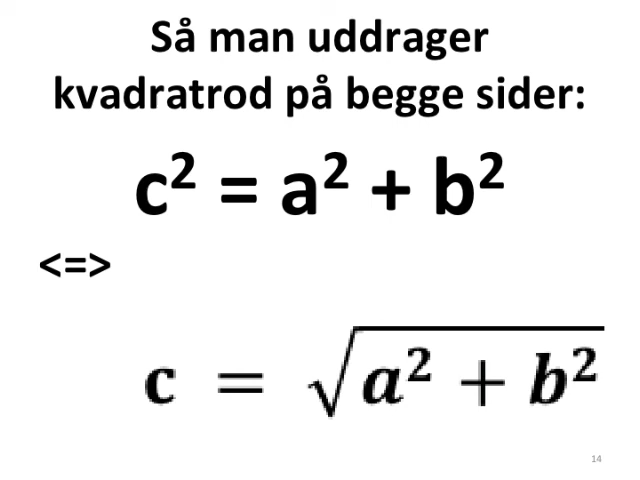 Så man uddrager
kvadratrod på begge sider:
c² = a² + b²
<=>
c = √a² + b²
14